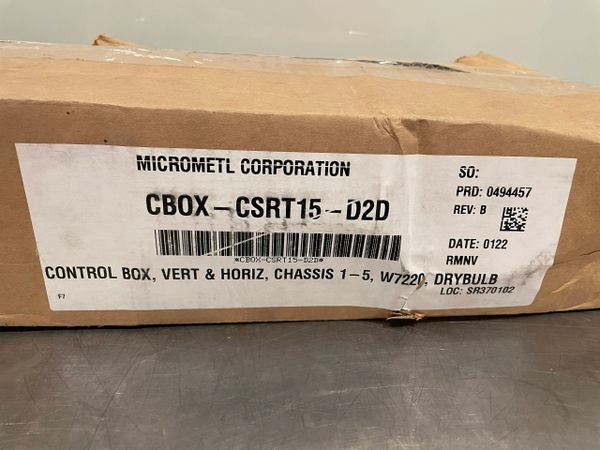 MICROMETL CORPORATION
CBOX-CSRT15-D2D
*CBOX-CSRT15-D2D*
CONTROL BOX, VERT & HORIZ, CHASSIS 1-5, W7220, DRYBULB
F7
SO:
PRD: 0494457
REV: B
DATE: 0122
RMNV
LOC: SR3701D2